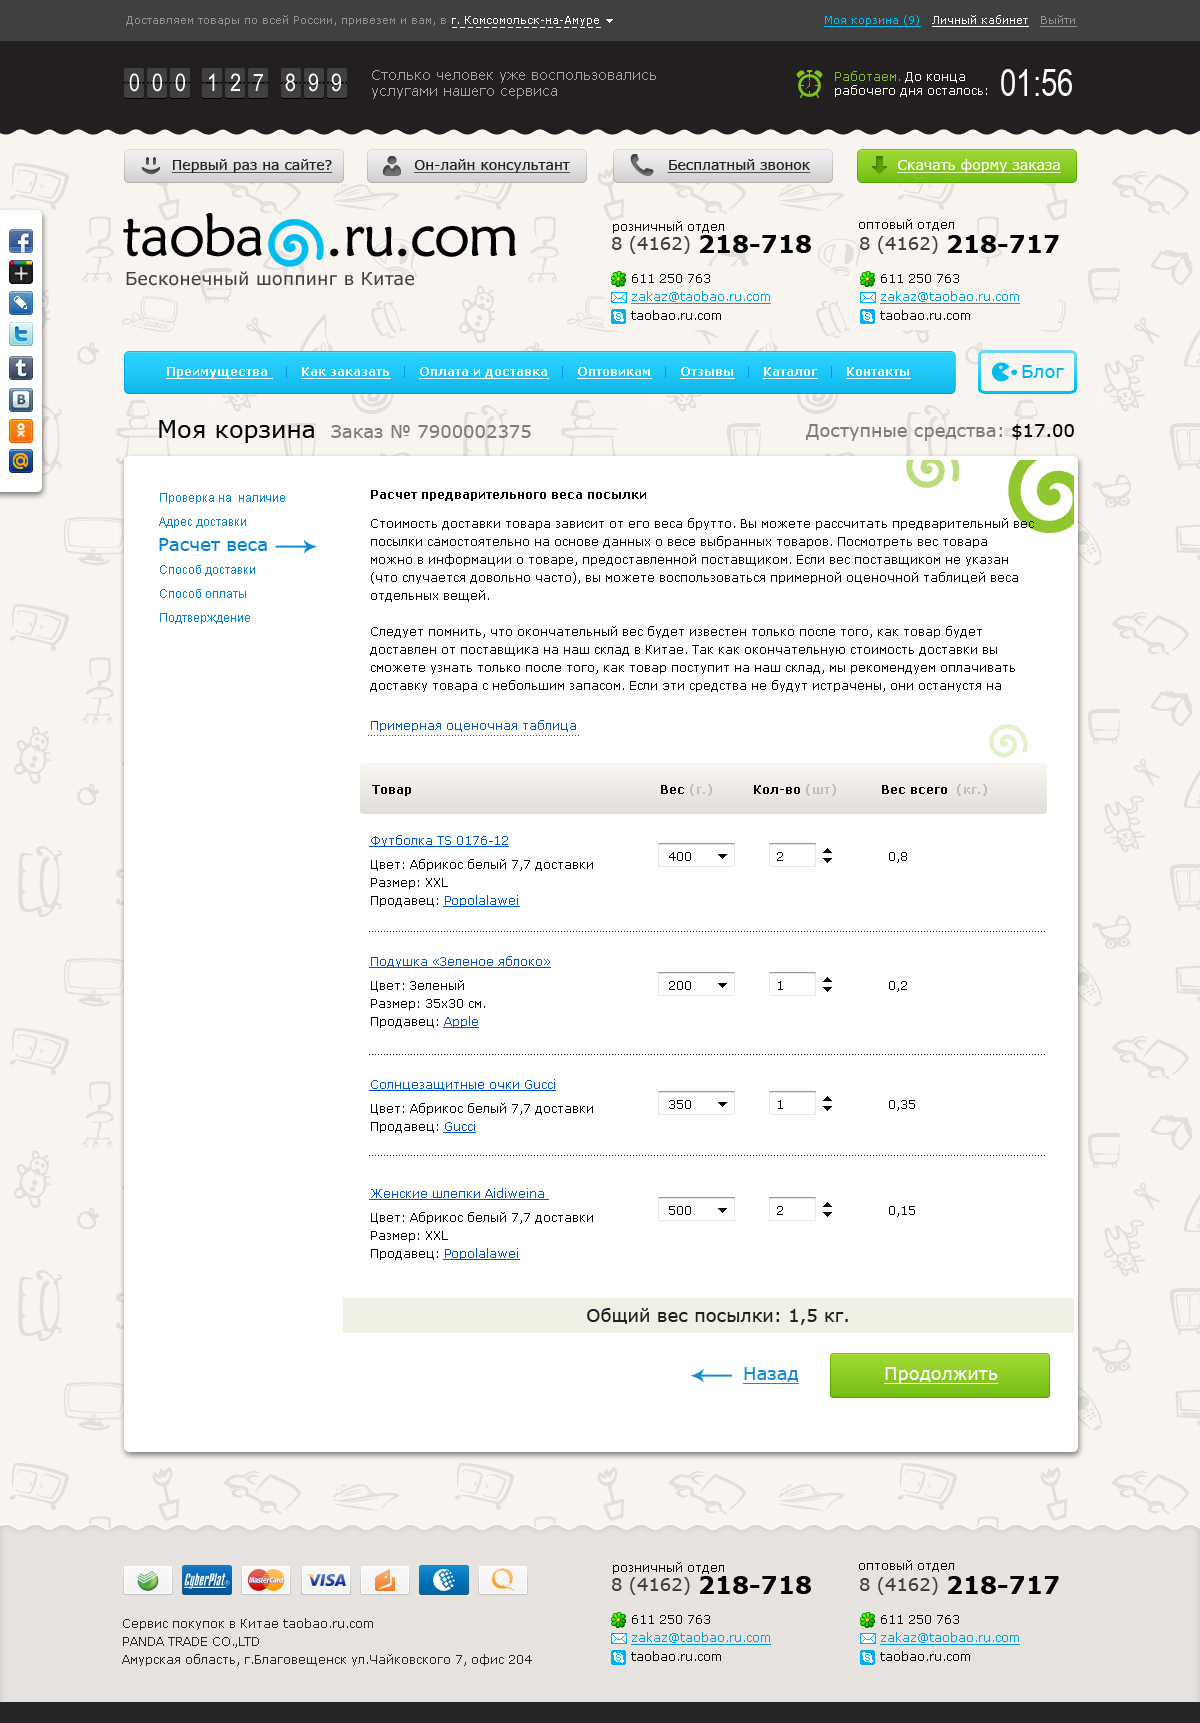 Доставляем товары по всей России, привезем и вам, в г. Комсомольск-на-Амуре
Моя корзина (9) Личный кабинет Выйти
000 127 899
Столько человек уже воспользовались
услугами нашего сервиса
Работаем. До конца
рабочего дня осталось:
01:56
Первый раз на сайте?
Он-лайн консультант
Бесплатный звонок
Скачать форму заказа
taobao.ru.com
Бесконечный шоппинг в Китае
розничный отдел
8 (4162) 218-718
611 250 763
zakaz@taobao.ru.com
taobao.ru.com
оптовый отдел
8 (4162) 218-717
611 250 763
zakaz@taobao.ru.com
taobao.ru.com
Преимущества Как заказать Оплата и доставка Оптовикам Отзывы Каталог Контакты
Блог
Моя корзина Заказ № 7900002375
Доступные средства: $17.00
Проверка на наличие
Адрес доставки
Расчет веса
Способ доставки
Способ оплаты
Подтверждение
Расчет предварительного веса посылки
Стоимость доставки товара зависит от его веса брутто. Вы можете рассчитать предварительный вес
посылки самостоятельно на основе данных о весе выбранных товаров. Посмотреть вес товара
можно в информации о товаре, предоставленной поставщиком. Если вес поставщиком не указан
(что случается довольно часто), вы можете воспользоваться примерной оценочной таблицей веса
отдельных вещей.
Следует помнить, что окончательный вес будет известен только после того, как товар будет
доставлен от поставщика на наш склад в Китае. Так как окончательную стоимость доставки вы
сможете узнать только после того, как товар поступит на наш склад, мы рекомендуем оплачивать
доставку товара с небольшим запасом. Если эти средства не будут истрачены, они останустя на
Примерная оценочная таблица
Товар Вес (г.) Кол-во (шт) Вес всего (кг.)
Футболка TS 0176-12
Цвет: Абрикос белый 7,7 доставки
Размер: XXL
Продавец: Popolalawei
400 2 0,8
Подушка «Зеленое яблоко»
Цвет: Зеленый
Размер: 35х30 см.
Продавец: Apple
200 1 0,2
Солнцезащитные очки Gucci
Цвет: Абрикос белый 7,7 доставки
Продавец: Gucci
350 1 0,35
Женские шлепки Aidiweina
Цвет: Абрикос белый 7,7 доставки
Размер: XXL
Продавец: Popolalawei
500 2 0,15
Общий вес посылки: 1,5 кг.
Назад
Продолжить
CyberPlat
MasterCard
VISA
Сервис покупок в Китае taobao.ru.com
PANDA TRADE CO.,LTD
Амурская область, г.Благовещенск ул.Чайковского 7, офис 204
розничный отдел
8 (4162) 218-718
611 250 763
zakaz@taobao.ru.com
taobao.ru.com
оптовый отдел
8 (4162) 218-717
611 250 763
zakaz@taobao.ru.com
taobao.ru.com